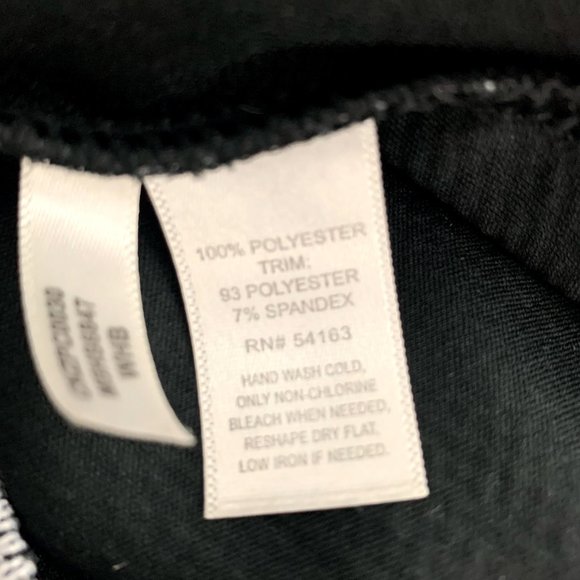 100% POLYESTER
TRIM:
93 POLYESTER
7% SPANDEX
RN# 54163
HAND WASH COLD,
ONLY NON-CHLORINE
BLEACH WHEN NEEDED,
RESHAPE DRY FLAT.
LOW IRON IF NEEDED.
WHB